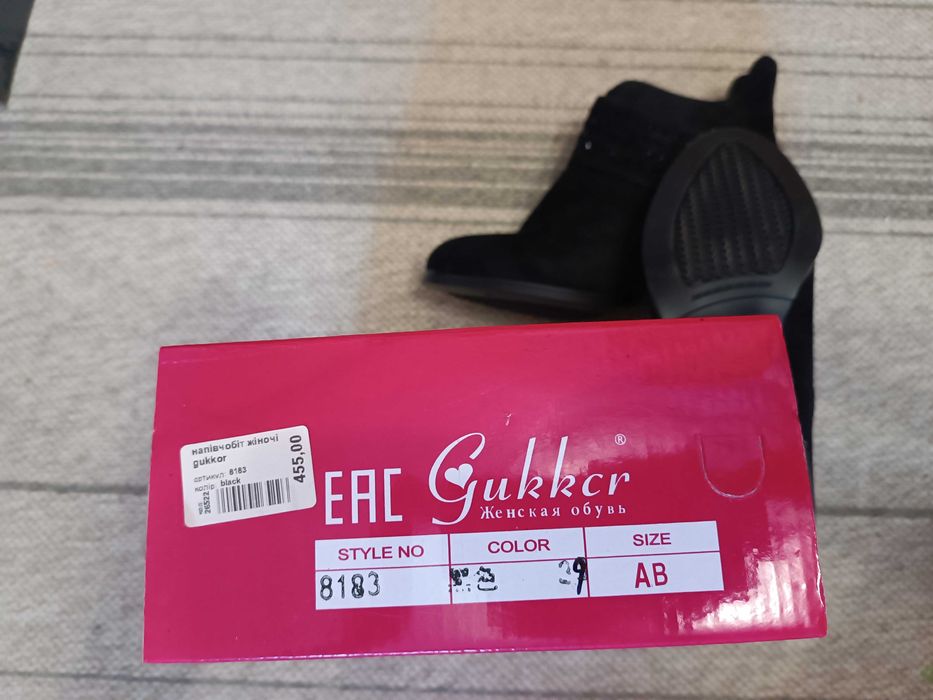 напівчобіт жіночі
gukkor
артикул 8183
колір black
455,00
EAC Gukkcr ®
Женская обувь
STYLE NO COLOR SIZE
8183 39 AB